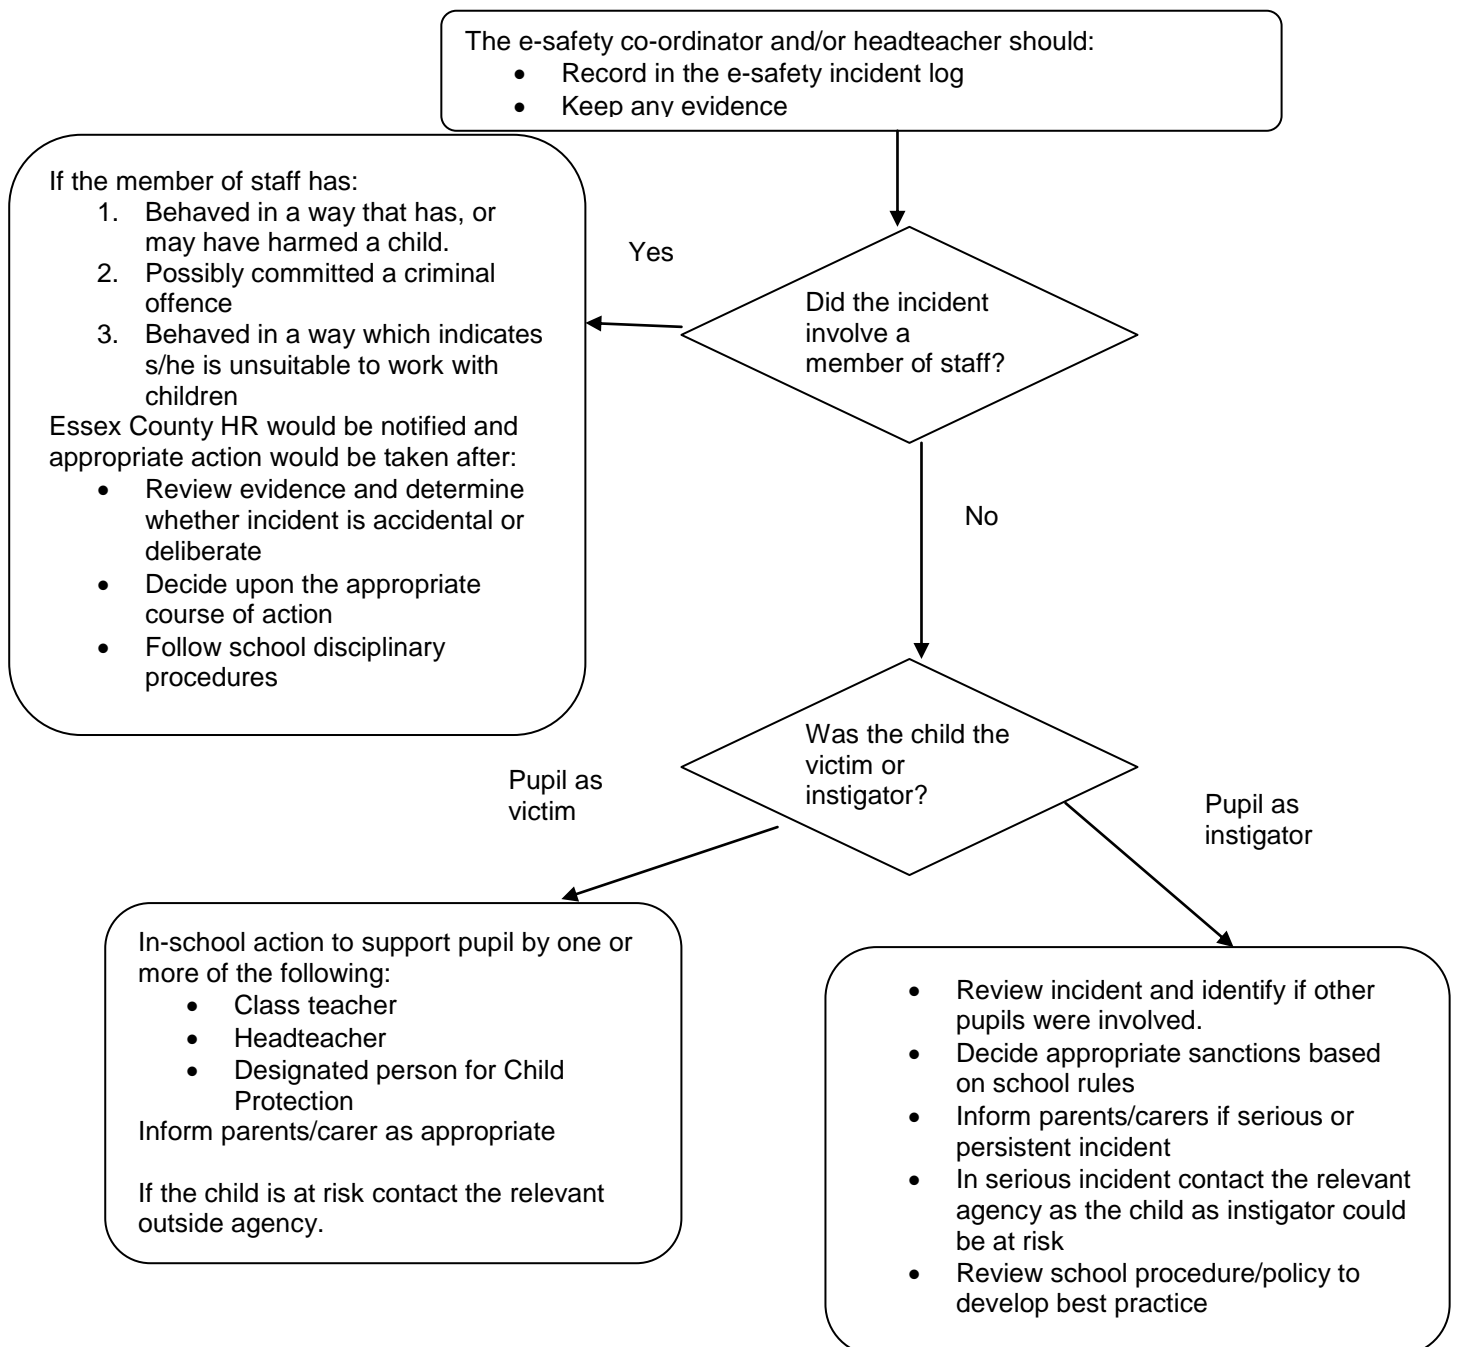 The e-safety co-ordinator and/or headteacher should:
• Record in the e-safety incident log
• Keep any evidence
If the member of staff has:
1. Behaved in a way that has, or
may have harmed a child.
2. Possibly committed a criminal
offence
3. Behaved in a way which indicates
s/he is unsuitable to work with
children
Essex County HR would be notified and
appropriate action would be taken after:
• Review evidence and determine
whether incident is accidental or
deliberate
• Decide upon the appropriate
course of action
• Follow school disciplinary
procedures
Yes
Did the incident
involve a
member of staff?
No
Was the child the
victim or
instigator?
Pupil as
victim
Pupil as
instigator
In-school action to support pupil by one or
more of the following:
• Class teacher
• Headteacher
• Designated person for Child
Protection
Inform parents/carer as appropriate
If the child is at risk contact the relevant
outside agency.
• Review incident and identify if other
pupils were involved.
• Decide appropriate sanctions based
on school rules
• Inform parents/carers if serious or
persistent incident
• In serious incident contact the relevant
agency as the child as instigator could
be at risk
• Review school procedure/policy to
develop best practice